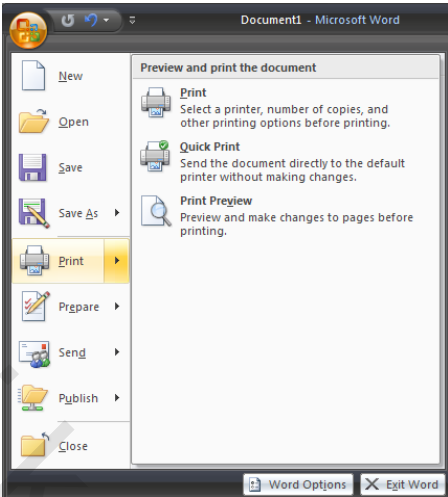 Document1 - Microsoft Word
New
Open
Save
Save As
Print
Prepare
Send
Publish
Close
Preview and print the document
Print
Select a printer, number of copies, and
other printing options before printing.
Quick Print
Send the document directly to the default
printer without making changes.
Print Preview
Preview and make changes to pages before
printing.
Word Options
Exit Word